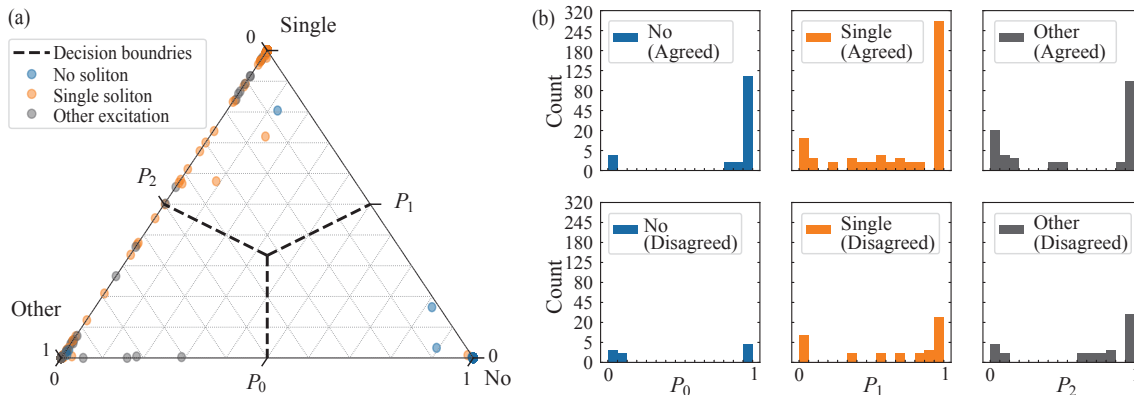 (a)
Single
0
Decision boundries
No soliton
Single soliton
Other excitation
P2
P1
Other
1
0
0
P0
1
No
(b)
320
245
180
125
80
45
20
5
0
Count
No
(Agreed)
Single
(Agreed)
Other
(Agreed)
320
245
180
125
80
45
20
5
0
Count
No
(Disagreed)
Single
(Disagreed)
Other
(Disagreed)
0
P0
1
0
P1
1
0
P2
1